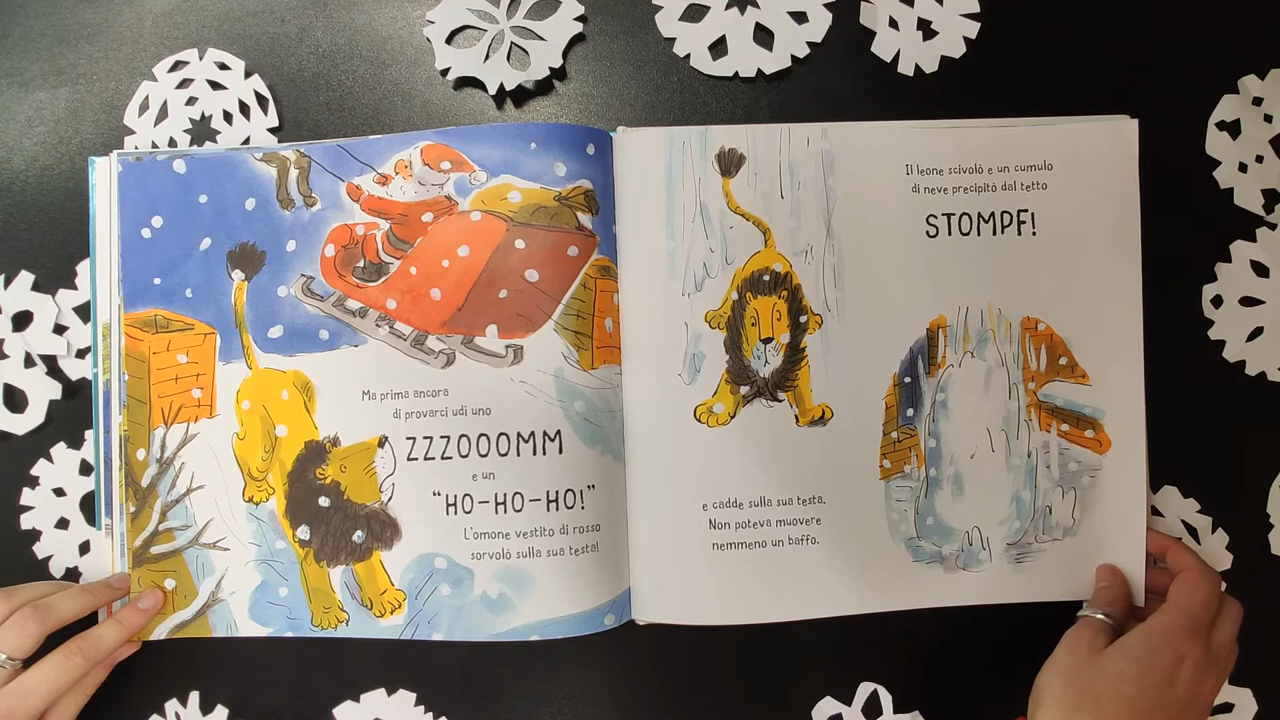 Ma prima ancora
di provarci udì uno
ZZZOOOMM
e un
“HO-HO-HO!”
L'omone vestito di rosso
sorvolò sulla sua testa!
Il leone scivolò e un cumulo
di neve precipitò dal tetto
STOMPF!
e cadde sulla sua testa.
Non poteva muovere
nemmeno un baffo.